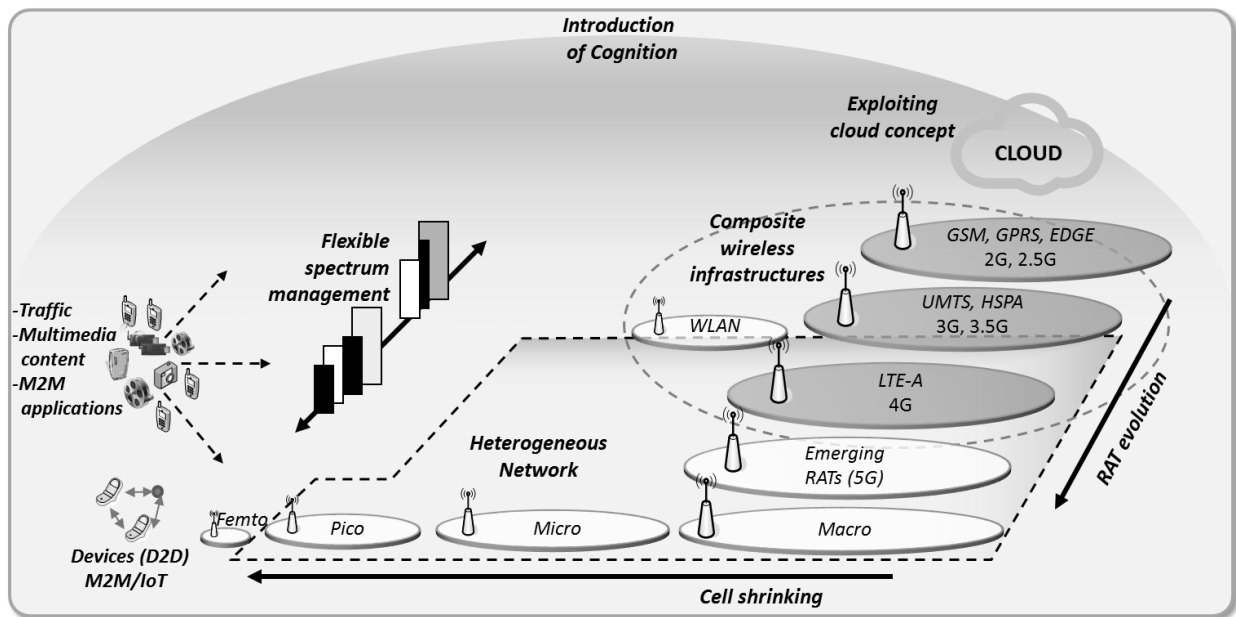 Introduction
of Cognition
Exploiting
cloud concept
CLOUD
GSM, GPRS, EDGE
2G, 2.5G
Composite
wireless
infrastructures
Flexible
spectrum
management
UMTS, HSPA
3G, 3.5G
WLAN
-Traffic
-Multimedia
content
-M2M
applications
LTE-A
4G
RAT evolution
Heterogeneous
Network
Emerging
RATs (5G)
Femto
Pico
Micro
Macro
Devices (D2D)
M2M/IoT
Cell shrinking